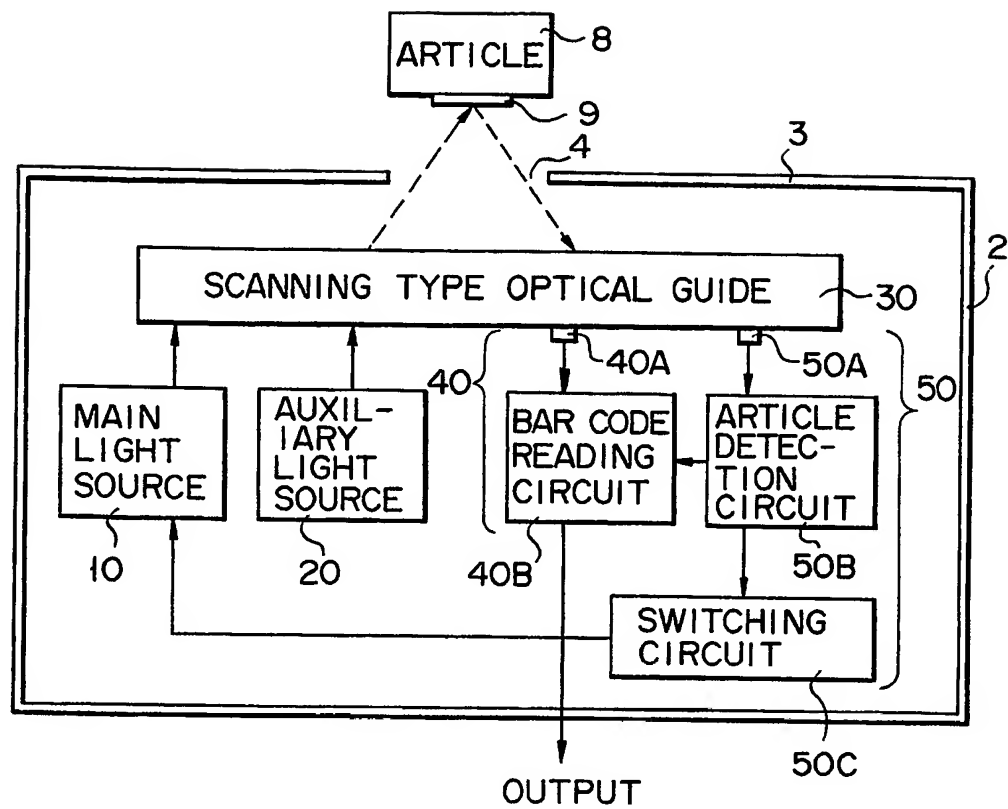 ARTICLE
8
9
4
3
2
SCANNING TYPE OPTICAL GUIDE
30
40
40A
50A
50
MAIN
LIGHT
SOURCE
10
AUXIL-
IARY
LIGHT
SOURCE
20
BAR CODE
READING
CIRCUIT
40B
ARTICLE
DETEC-
TION
CIRCUIT
50B
SWITCHING
CIRCUIT
50C
OUTPUT